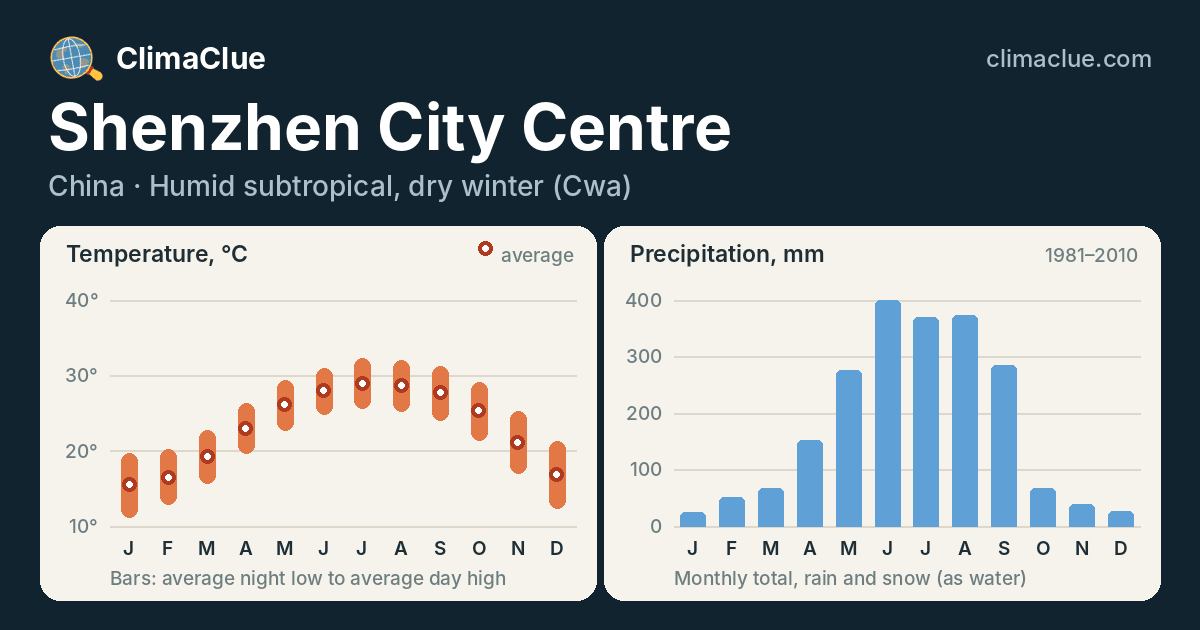 ClimaClue
climaclue.com
Shenzhen City Centre
China · Humid subtropical, dry winter (Cwa)
Temperature, °C
average
40°
30°
20°
10°
J F M A M J J A S O N D
Bars: average night low to average day high
Precipitation, mm
1981–2010
400
300
200
100
0
J F M A M J J A S O N D
Monthly total, rain and snow (as water)